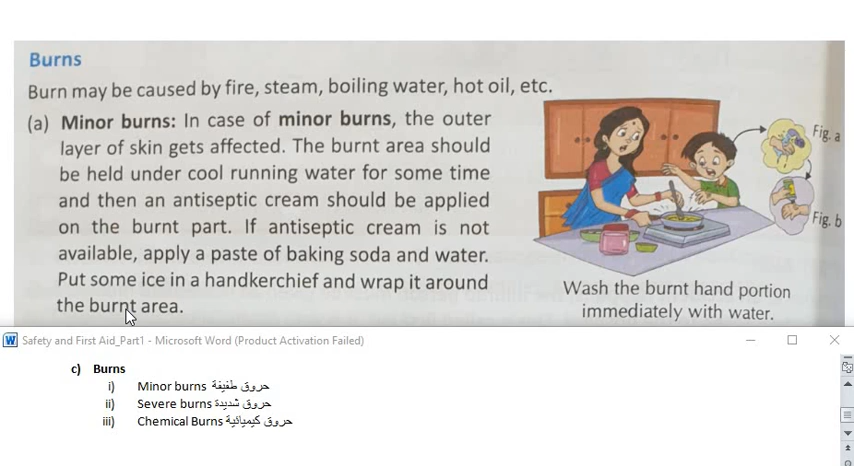 Burns
Burn may be caused by fire, steam, boiling water, hot oil, etc.
(a) Minor burns: In case of minor burns, the outer
layer of skin gets affected. The burnt area should
be held under cool running water for some time
and then an antiseptic cream should be applied
on the burnt part. If antiseptic cream is not
available, apply a paste of baking soda and water.
Put some ice in a handkerchief and wrap it around
the burnt area.
Fig. a
Fig. b
Wash the burnt hand portion
immediately with water.
Safety and First Aid_Part1 - Microsoft Word (Product Activation Failed)
c) Burns
i) Minor burns حروق طفيفة
ii) Severe burns حروق شديدة
iii) Chemical Burns حروق كيميائية